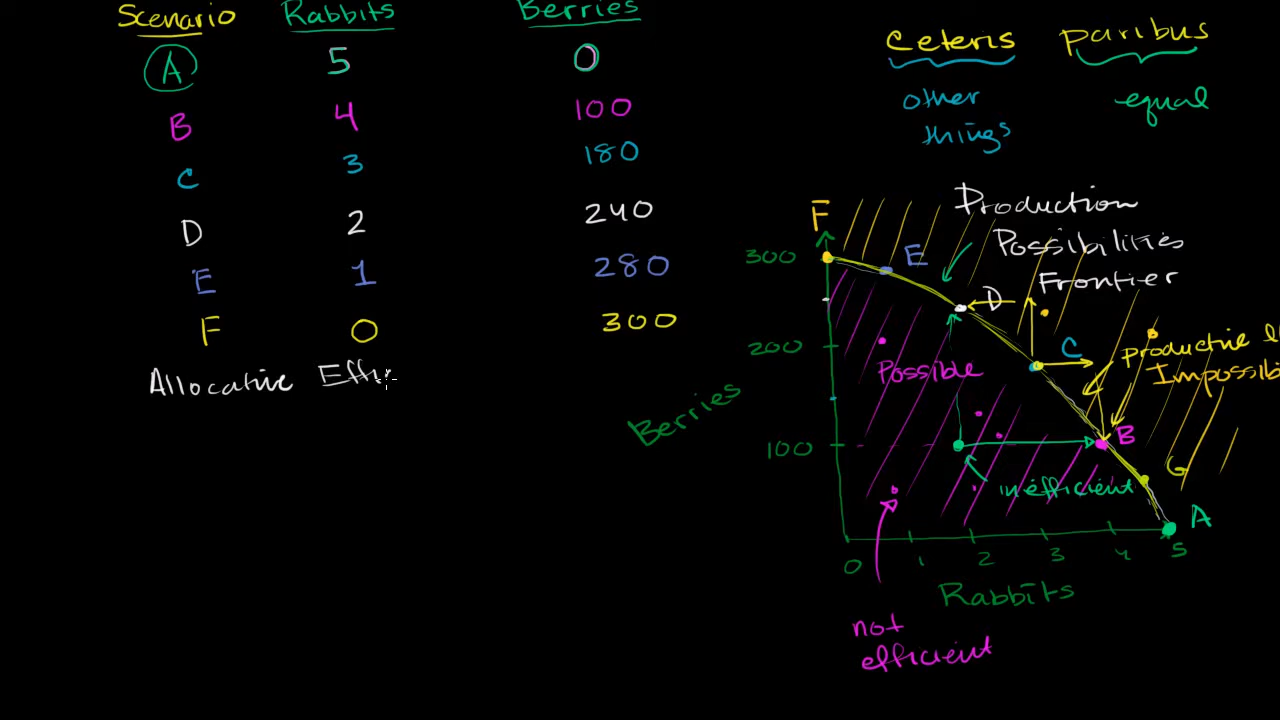 Scenario Rabbits Berries
A 5 0
B 4 100
C 3 180
D 2 240
E 1 280
F 0 300
Allocative
Ceteris paribus
other equal
things
Production
Possibilities
Frontier
F
E
D
C
B
G
A
300
200
100
Berries
Possible
Impossib
productive
inefficient
0 1 2 3 4 5
Rabbits
not
efficient